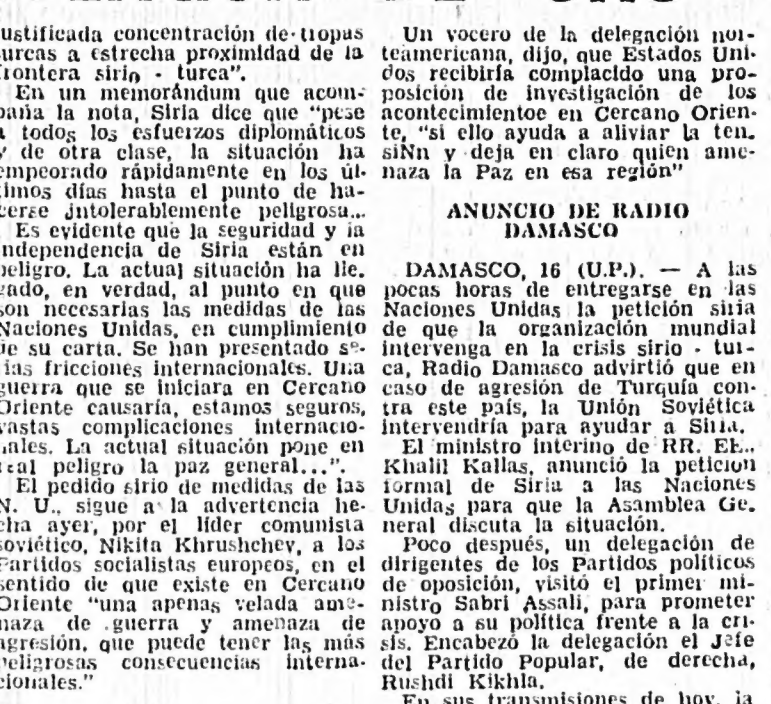 ustificada concentración de tropas
urcas a estrecha proximidad de la
frontera sirio - turca".
En un memorándum que acom-
paña la nota, Siria dice que "pese
a todos los esfuerzos diplomáticos
y de otra clase, la situación ha
empeorado rápidamente en los úl-
timos días hasta el punto de ha-
cerse intolerablemente peligrosa...
Es evidente que la seguridad y la
independencia de Siria están en
peligro. La actual situación ha lle.
gado, en verdad, al punto en que
son necesarias las medidas de las
Naciones Unidas, en cumplimiento
de su carta. Se han presentado se-
rias fricciones internacionales. Una
guerra que se iniciara en Cercano
Oriente causaría, estamos seguros,
vastas complicaciones internacio-
nales. La actual situación pone en
real peligro la paz general...".
El pedido sirio de medidas de las
N. U., sigue a la advertencia he-
cha ayer, por el líder comunista
soviético, Nikita Khrushchev, a los
Partidos socialistas europeos, en el
sentido de que existe en Cercano
Oriente "una apenas velada ame-
naza de guerra y amenaza de
agresión, que puede tener las más
peligrosas consecuencias interna-
cionales."
Un vocero de la delegación nor-
teamericana, dijo, que Estados Uni-
dos recibiría complacido una pro-
posición de investigación de los
acontecimientoe en Cercano Orien-
te, "si ello ayuda a aliviar la ten.
siNn y deja en claro quien ame-
naza la Paz en esa región"
ANUNCIO DE RADIO
DAMASCO
DAMASCO, 16 (U.P.). — A las
pocas horas de entregarse en las
Naciones Unidas la petición siria
de que la organización mundial
intervenga en la crisis sirio - tur-
ca, Radio Damasco advirtió que en
caso de agresión de Turquía con-
tra este país, la Unión Soviética
intervendría para ayudar a Siria.
El ministro interino de RR. EE.,
Khalil Kallas, anunció la petición
formal de Siria a las Naciones
Unidas para que la Asamblea Ge.
neral discuta la situación.
Poco después, un delegación de
dirigentes de los Partidos políticos
de oposición, visitó el primer mi-
nistro Sabri Assali, para prometer
apoyo a su política frente a la cri-
sis. Encabezó la delegación el Jefe
del Partido Popular, de derecha,
Rushdi Kikhla.
En sus transmisiones de hoy, la